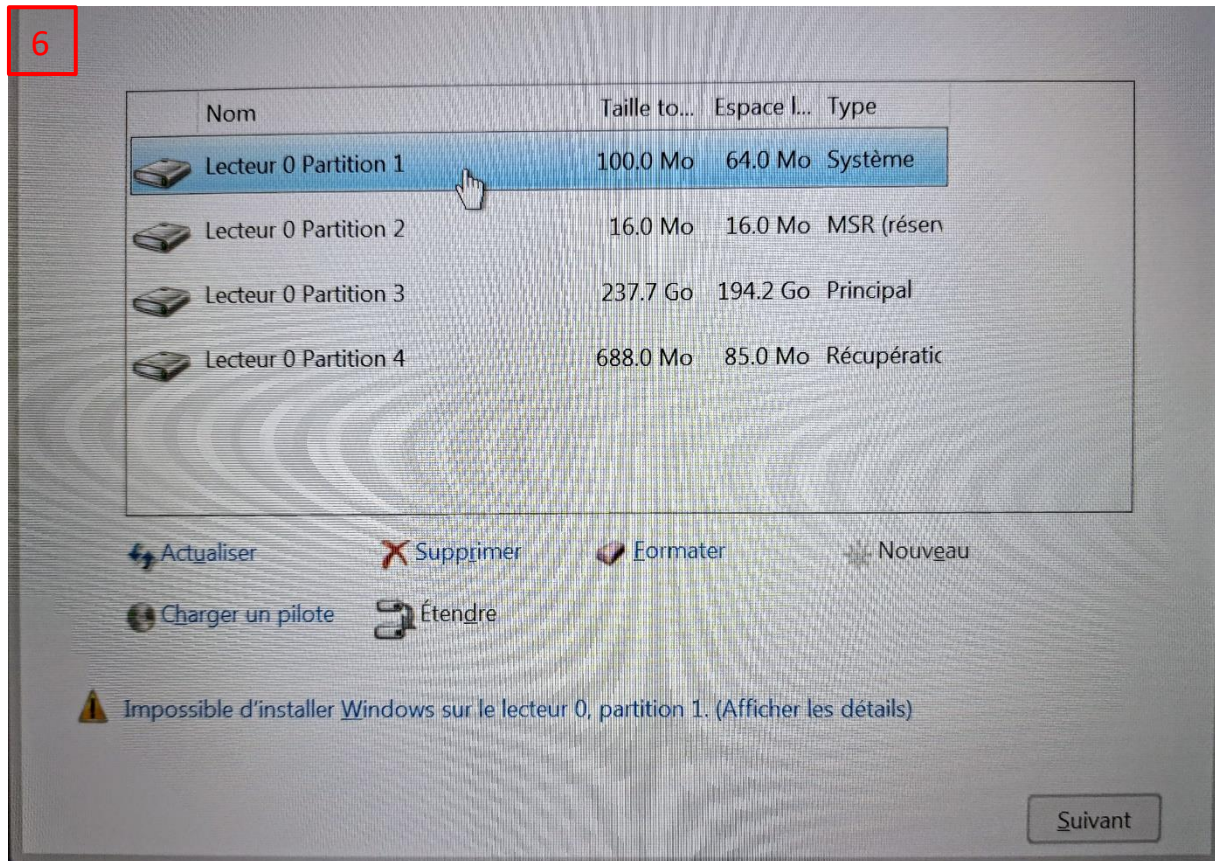 6
Nom Taille to... Espace l... Type
Lecteur 0 Partition 1 100.0 Mo 64.0 Mo Système
Lecteur 0 Partition 2 16.0 Mo 16.0 Mo MSR (réserv
Lecteur 0 Partition 3 237.7 Go 194.2 Go Principal
Lecteur 0 Partition 4 688.0 Mo 85.0 Mo Récupératic
Actualiser Supprimer Formater Nouveau
Charger un pilote Étendre
Impossible d'installer Windows sur le lecteur 0, partition 1. (Afficher les détails)
Suivant